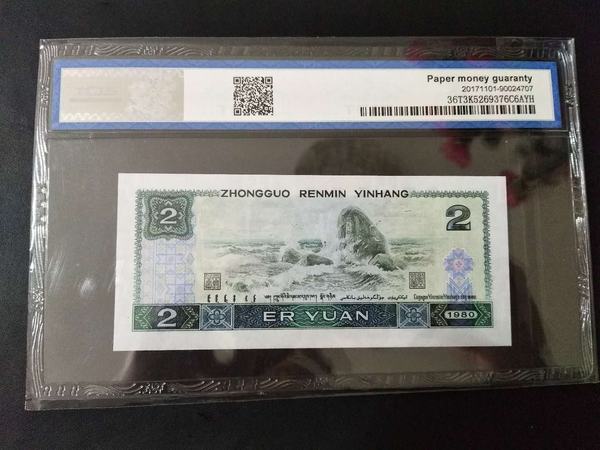 Paper money guaranty
20171101-90024707
36T3K5269376C6AYH
ZHONGGUO RENMIN YINHANG
2
2
2
ER YUAN
1980